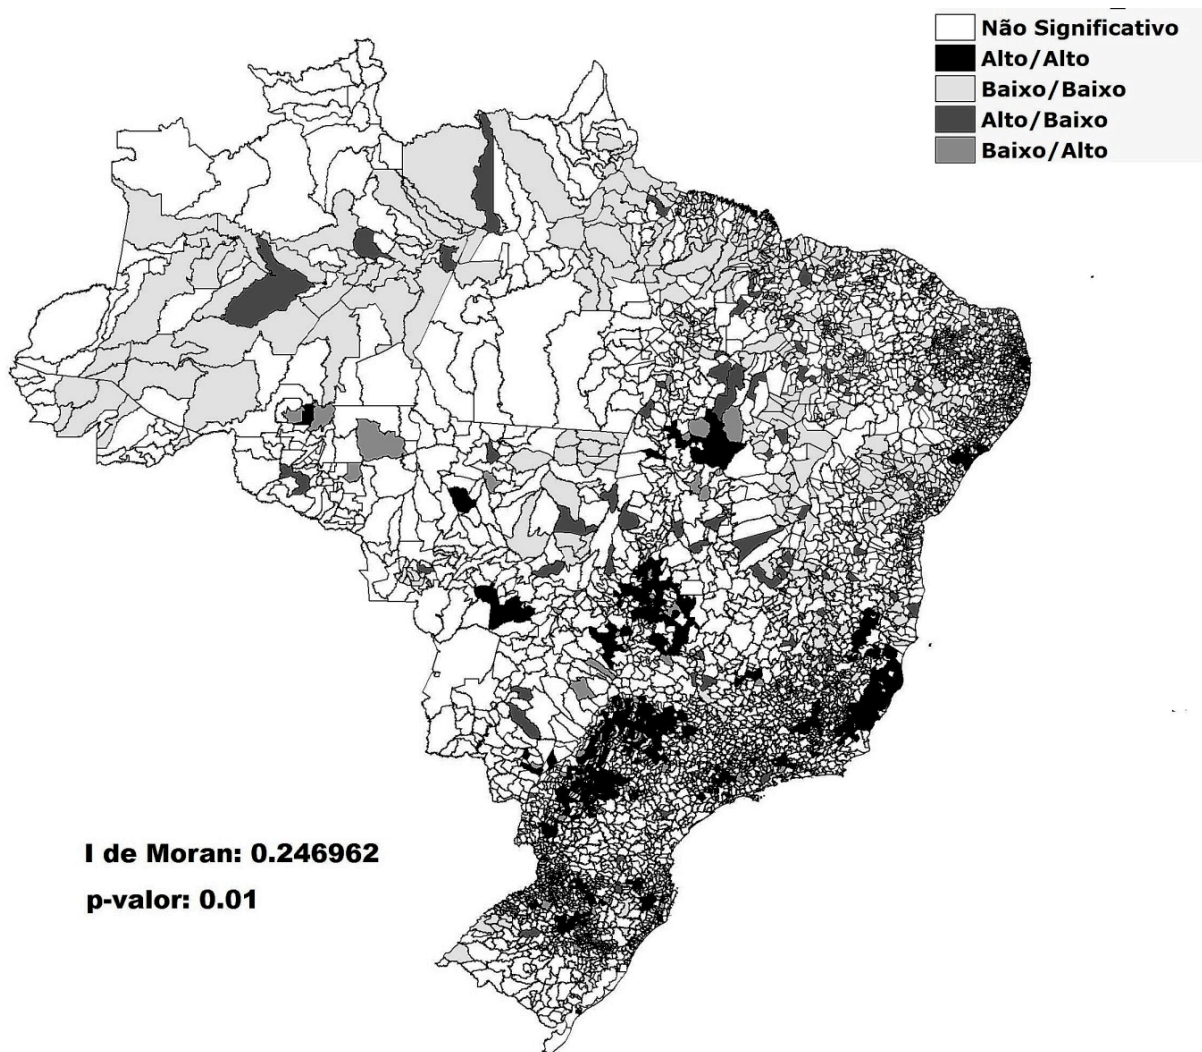 Não Significativo
Alto/Alto
Baixo/Baixo
Alto/Baixo
Baixo/Alto
I de Moran: 0.246962
p-valor: 0.01